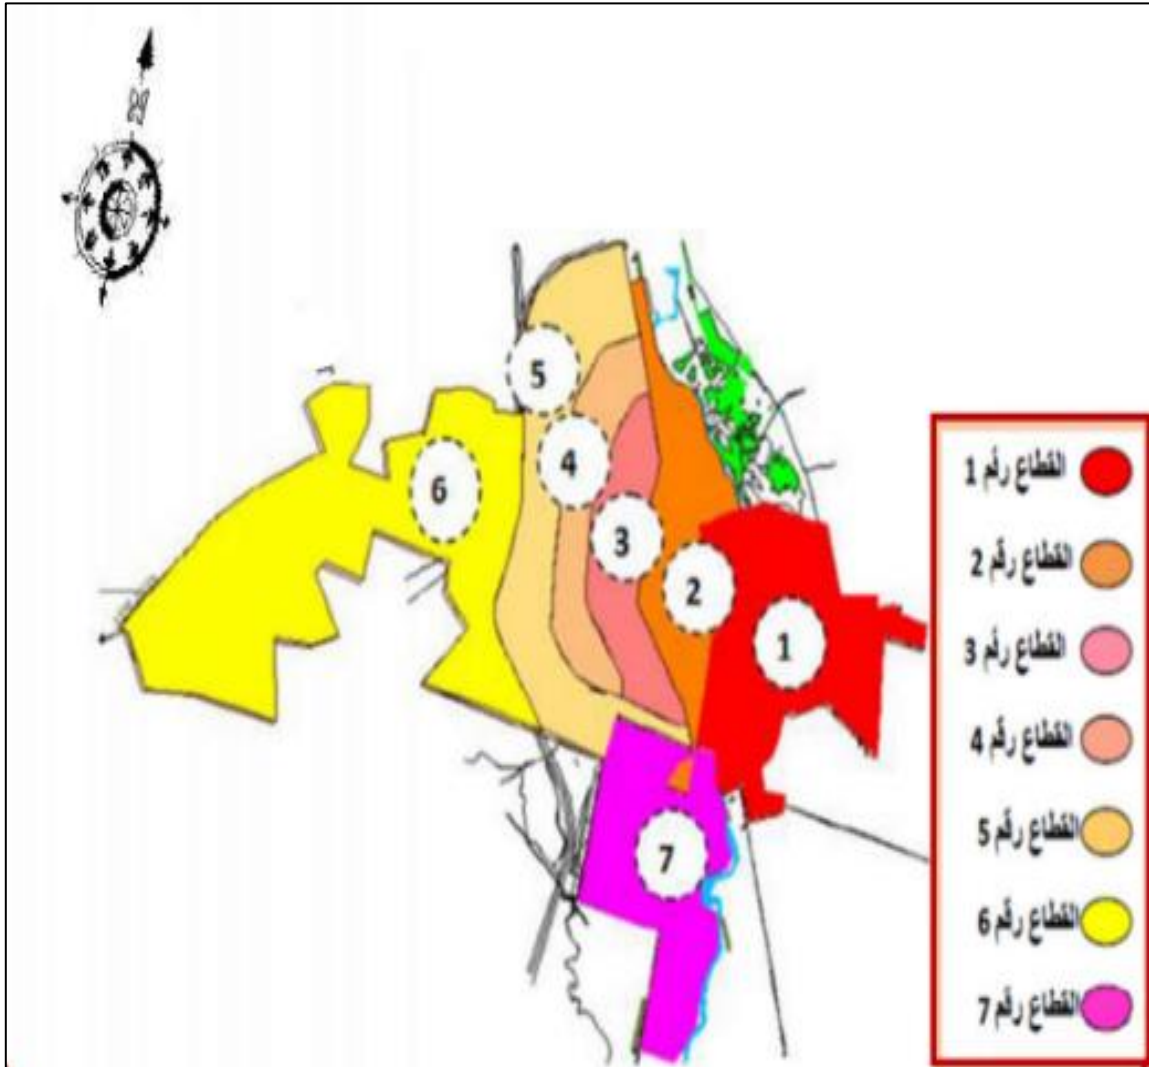 5
4
6
3
2
1
7
القطاع رقم 1
القطاع رقم 2
القطاع رقم 3
القطاع رقم 4
القطاع رقم 5
القطاع رقم 6
القطاع رقم 7